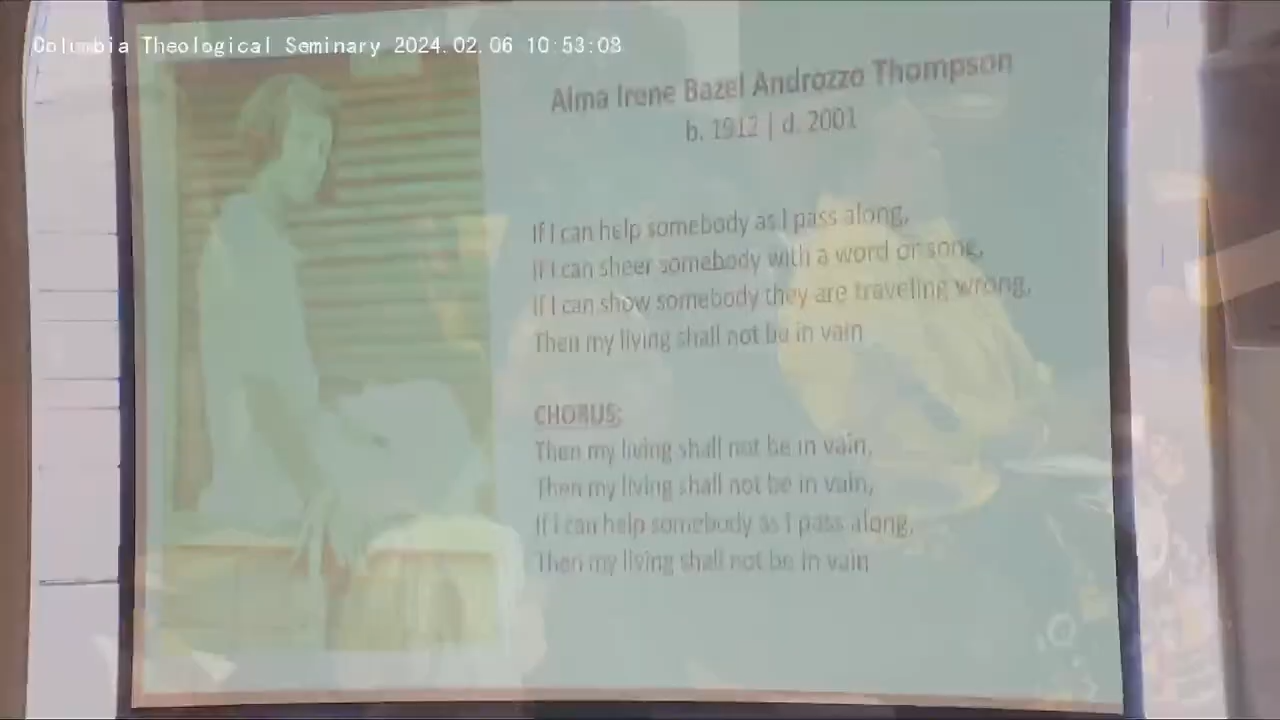 Columbia Theological Seminary 2024.02.06 10:53:08
Alma Irene Bazel Androzzo Thompson
b. 1912 | d. 2001
If I can help somebody as I pass along,
If I can sheer somebody with a word or song,
If I can show somebody they are traveling wrong,
Then my living shall not be in vain
CHORUS:
Then my living shall not be in vain,
Then my living shall not be in vain,
If I can help somebody as I pass along,
Then my living shall not be in vain